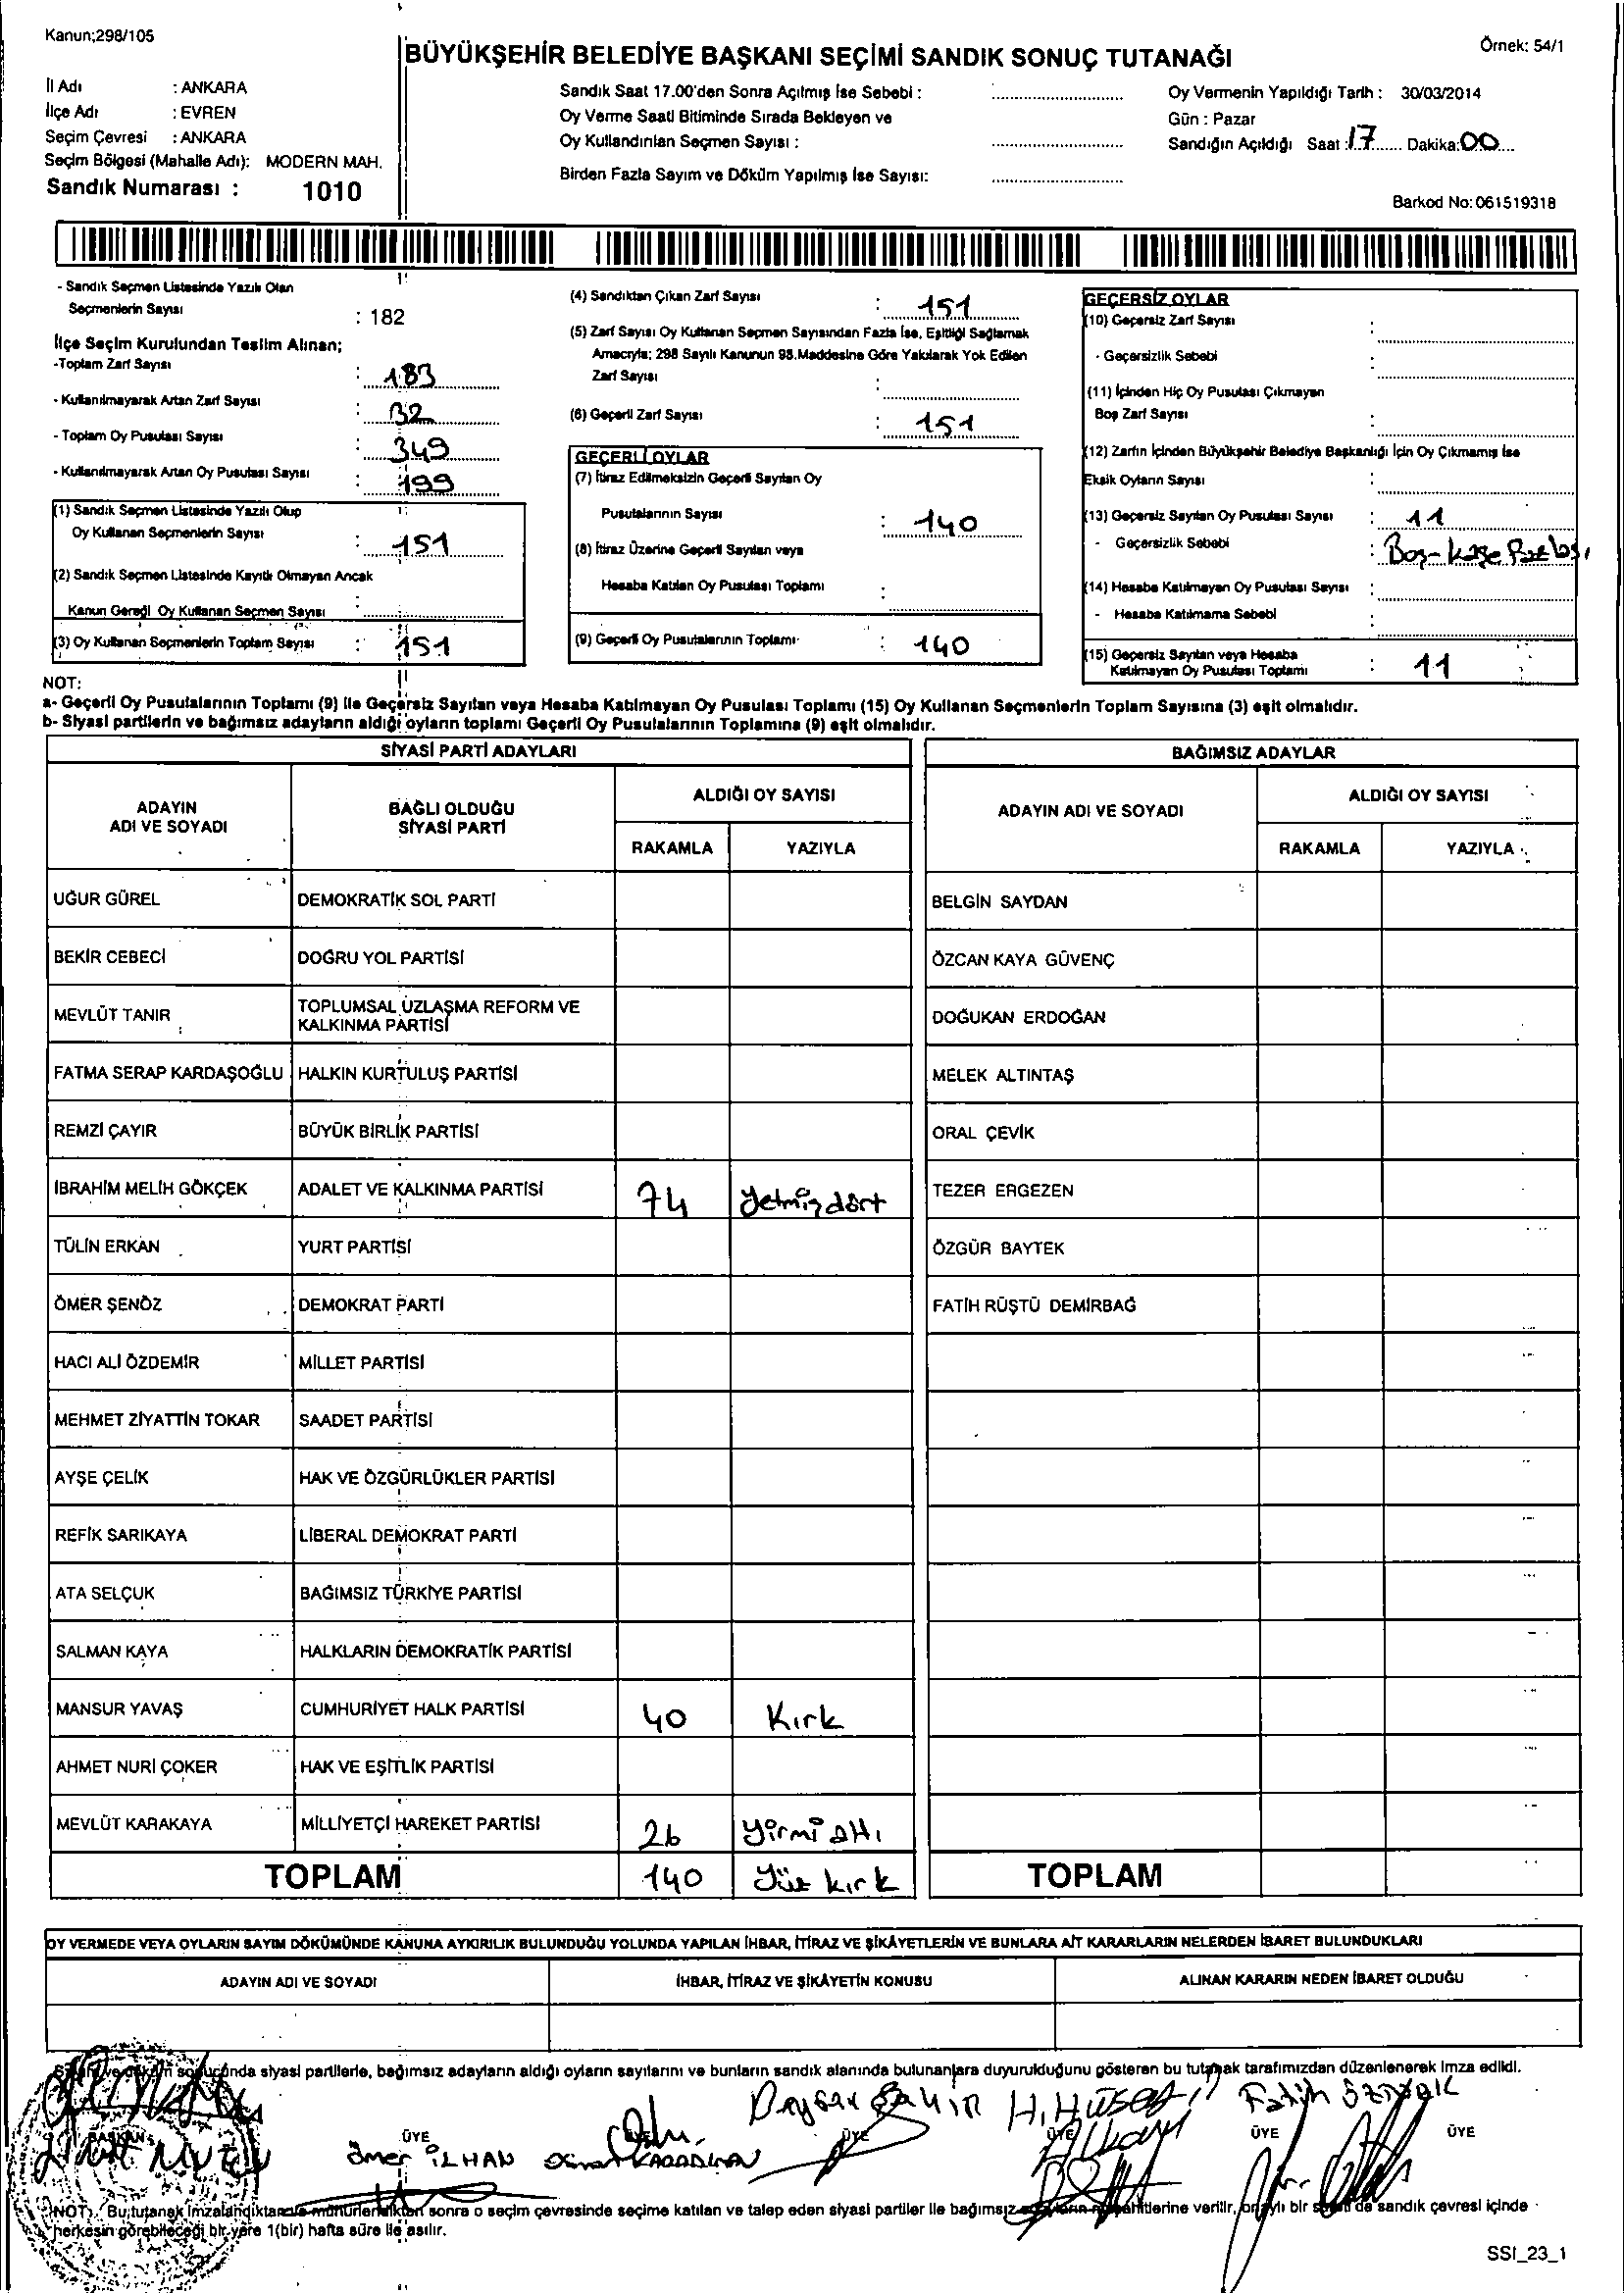 Kanun;298/105
Örnek: 54/1
BÜYÜKŞEHİR BELEDİYE BAŞKANI SEÇİMİ SANDIK SONUÇ TUTANAĞI
İl Adı : ANKARA
İlçe Adı : EVREN
Seçim Çevresi : ANKARA
Seçim Bölgesi (Mahalle Adı): MODERN MAH.
Sandık Numarası : 1010
Sandık Saat 17.00'den Sonra Açılmış İse Sebebi :
Oy Verme Saati Bitiminde Sırada Bekleyen ve
Oy Kullandırılan Seçmen Sayısı :
Birden Fazla Sayım ve Döküm Yapılmış İse Sayısı:
Oy Vermenin Yapıldığı Tarih : 30/03/2014
Gün : Pazar
Sandığın Açıldığı Saat : 17 Dakika: 00
Barkod No: 061519318
- Sandık Seçmen Listesinde Yazılı Olan
Seçmenlerin Sayısı : 182
İlçe Seçim Kurulundan Teslim Alınan;
-Toplam Zarf Sayısı : 183
- Kullanılmayarak Artan Zarf Sayısı : 32
- Toplam Oy Pusulası Sayısı : 349
- Kullanılmayarak Artan Oy Pusulası Sayısı : 199
(1) Sandık Seçmen Listesinde Yazılı Olup
Oy Kullanan Seçmenlerin Sayısı : 151
(2) Sandık Seçmen Listesinde Kayıtlı Olmayan Ancak
Kanun Gereği Oy Kullanan Seçmen Sayısı :
(3) Oy Kullanan Seçmenlerin Toplam Sayısı : 151
(4) Sandıktan Çıkan Zarf Sayısı : 151
(5) Zarf Sayısı Oy Kullanan Seçmen Sayısından Fazla İse, Eşitliği Sağlamak
Amacıyla; 298 Sayılı Kanunun 98.Maddesine Göre Yakılarak Yok Edilen
Zarf Sayısı :
(6) Geçerli Zarf Sayısı : 151
GEÇERLİ OYLAR
(7) İtiraz Edilmeksizin Geçerli Sayılan Oy
Pusulalarının Sayısı : 140
(8) İtiraz Üzerine Geçerli Sayılan veya
Hesaba Katılan Oy Pusulası Toplamı :
(9) Geçerli Oy Pusulalarının Toplamı : 140
GEÇERSİZ OYLAR
(10) Geçersiz Zarf Sayısı :
- Geçersizlik Sebebi :
(11) İçinden Hiç Oy Pusulası Çıkmayan
Boş Zarf Sayısı :
(12) Zarfın İçinden Büyükşehir Belediye Başkanlığı İçin Oy Çıkmamış İse
Eksik Oyların Sayısı :
(13) Geçersiz Sayılan Oy Pusulası Sayısı : 11
- Geçersizlik Sebebi : Boş - kaşe
(14) Hesaba Katılmayan Oy Pusulası Sayısı :
- Hesaba Katılmama Sebebi :
(15) Geçersiz Sayılan veya Hesaba
Katılmayan Oy Pusulası Toplamı : 11
NOT:
a- Geçerli Oy Pusulalarının Toplamı (9) ile Geçersiz Sayılan veya Hesaba Katılmayan Oy Pusulası Toplamı (15) Oy Kullanan Seçmenlerin Toplam Sayısına (3) eşit olmalıdır.
b- Siyasi partilerin ve bağımsız adayların aldığı oyların toplamı Geçerli Oy Pusulalarının Toplamına (9) eşit olmalıdır.
SİYASİ PARTİ ADAYLARI
ADAYIN ADI VE SOYADI
BAĞLI OLDUĞU SİYASİ PARTİ
ALDIĞI OY SAYISI
RAKAMLA YAZIYLA
UĞUR GÜREL DEMOKRATİK SOL PARTİ
BEKİR CEBECİ DOĞRU YOL PARTİSİ
MEVLÜT TANIR TOPLUMSAL UZLAŞMA REFORM VE KALKINMA PARTİSİ
FATMA SERAP KARDAŞOĞLU HALKIN KURTULUŞ PARTİSİ
REMZİ ÇAYIR BÜYÜK BİRLİK PARTİSİ
İBRAHİM MELİH GÖKÇEK ADALET VE KALKINMA PARTİSİ 74 Yetmiş dört
TÜLİN ERKAN YURT PARTİSİ
ÖMER ŞENÖZ DEMOKRAT PARTİ
HACI ALİ ÖZDEMİR MİLLET PARTİSİ
MEHMET ZİYATTİN TOKAR SAADET PARTİSİ
AYŞE ÇELİK HAK VE ÖZGÜRLÜKLER PARTİSİ
REFİK SARIKAYA LİBERAL DEMOKRAT PARTİ
ATA SELÇUK BAĞIMSIZ TÜRKİYE PARTİSİ
SALMAN KAYA HALKLARIN DEMOKRATİK PARTİSİ
MANSUR YAVAŞ CUMHURİYET HALK PARTİSİ 40 Kırk
AHMET NURİ ÇOKER HAK VE EŞİTLİK PARTİSİ
MEVLÜT KARAKAYA MİLLİYETÇİ HAREKET PARTİSİ 26 Yirmi altı
TOPLAM 140 Yüz kırk
BAĞIMSIZ ADAYLAR
ADAYIN ADI VE SOYADI
ALDIĞI OY SAYISI
RAKAMLA YAZIYLA
BELGİN SAYDAN
ÖZCAN KAYA GÜVENÇ
DOĞUKAN ERDOĞAN
MELEK ALTINTAŞ
ORAL ÇEVİK
TEZER ERGEZEN
ÖZGÜR BAYTEK
FATİH RÜŞTÜ DEMİRBAĞ
TOPLAM
OY VERMEDE VEYA OYLARIN SAYIM DÖKÜMÜNDE KANUNA AYKIRILIK BULUNDUĞU YOLUNDA YAPILAN İHBAR, İTİRAZ VE ŞİKÂYETLERİN VE BUNLARA AİT KARARLARIN NELERDEN İBARET BULUNDUKLARI
ADAYIN ADI VE SOYADI
İHBAR, İTİRAZ VE ŞİKÂYETİN KONUSU
ALINAN KARARIN NEDEN İBARET OLDUĞU
sonucunda siyasi partilerle, bağımsız adayların aldığı oyların sayılarını ve bunların sandık alanında bulunanlara duyurulduğunu gösteren bu tutanak tarafımızdan düzenlenerek imza edildi.
BAŞKAN ÜYE ÜYE ÜYE ÜYE ÜYE ÜYE
Ömer İLHAN
NOT: Bu tutanak imzalandıktan ve mühürlendikten sonra o seçim çevresinde seçime katılan ve talep eden siyasi partiler ile bağımsız adayların müşahitlerine verilir, onaylı bir sureti de sandık çevresi içinde
herkesin görebileceği bir yere 1(bir) hafta süre ile asılır.
SSI_23_1